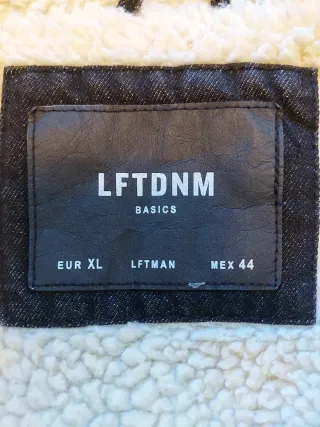 LFTDNM
BASICS
EUR XL LFTMAN MEX 44